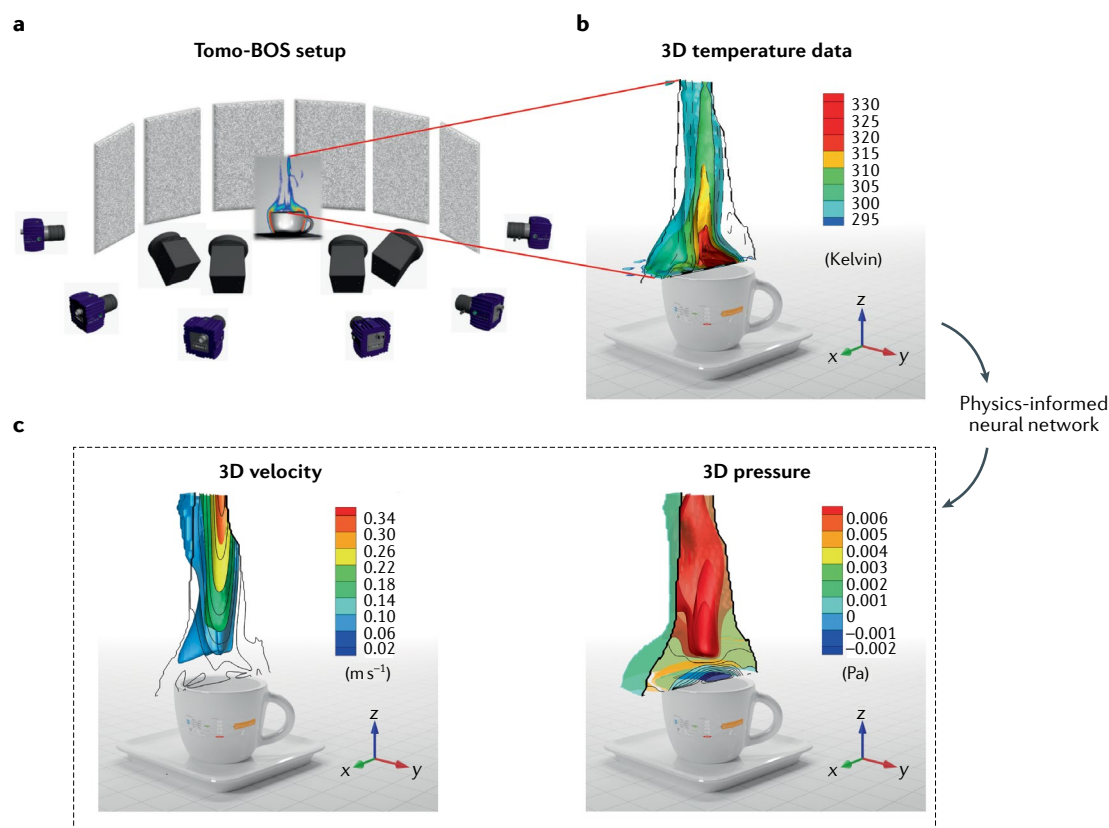 a
Tomo-BOS setup
b
3D temperature data
330
325
320
315
310
305
300
295
(Kelvin)
z
x
y
Physics-informed
neural network
c
3D velocity
0.34
0.30
0.26
0.22
0.18
0.14
0.10
0.06
0.02
(m s⁻¹)
z
x
y
3D pressure
0.006
0.005
0.004
0.003
0.002
0.001
0
−0.001
−0.002
(Pa)
z
x
y